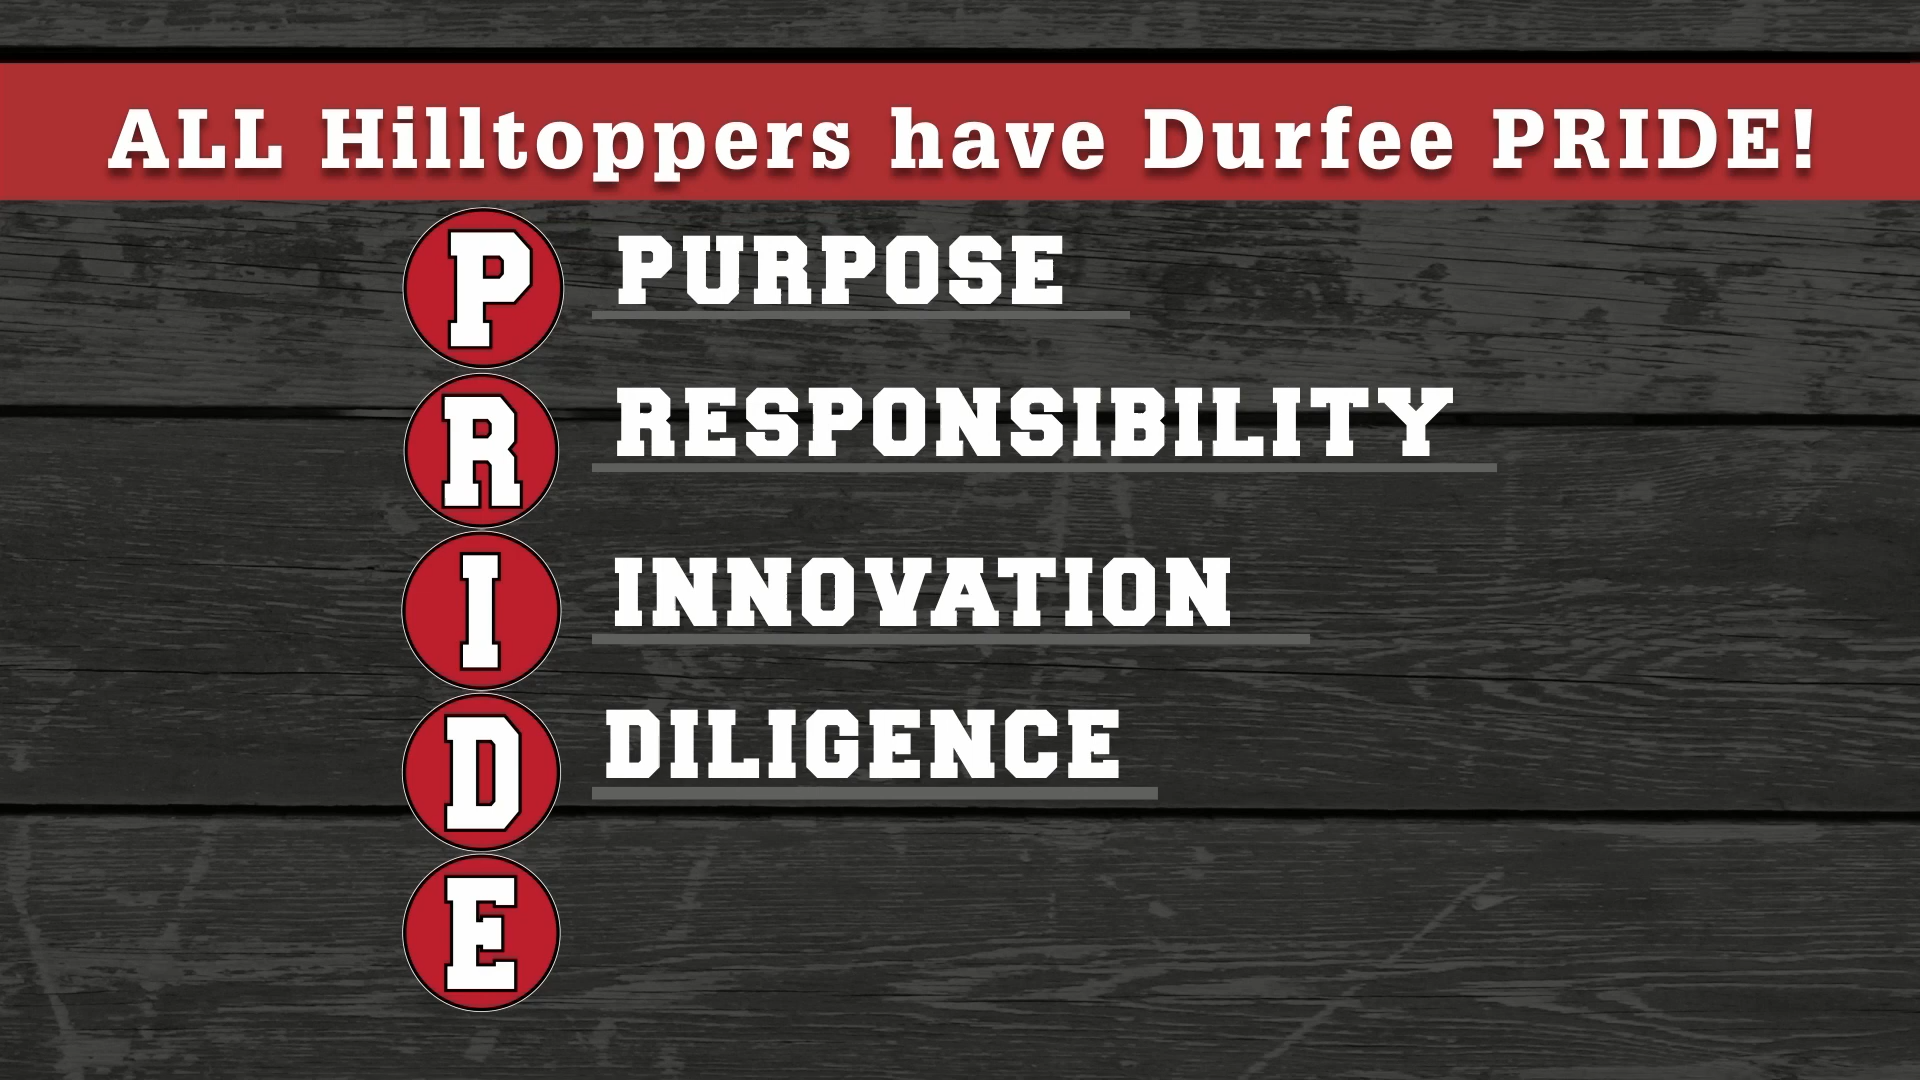 ALL Hilltoppers have Durfee PRIDE!
P PURPOSE
R RESPONSIBILITY
I INNOVATION
D DILIGENCE
E